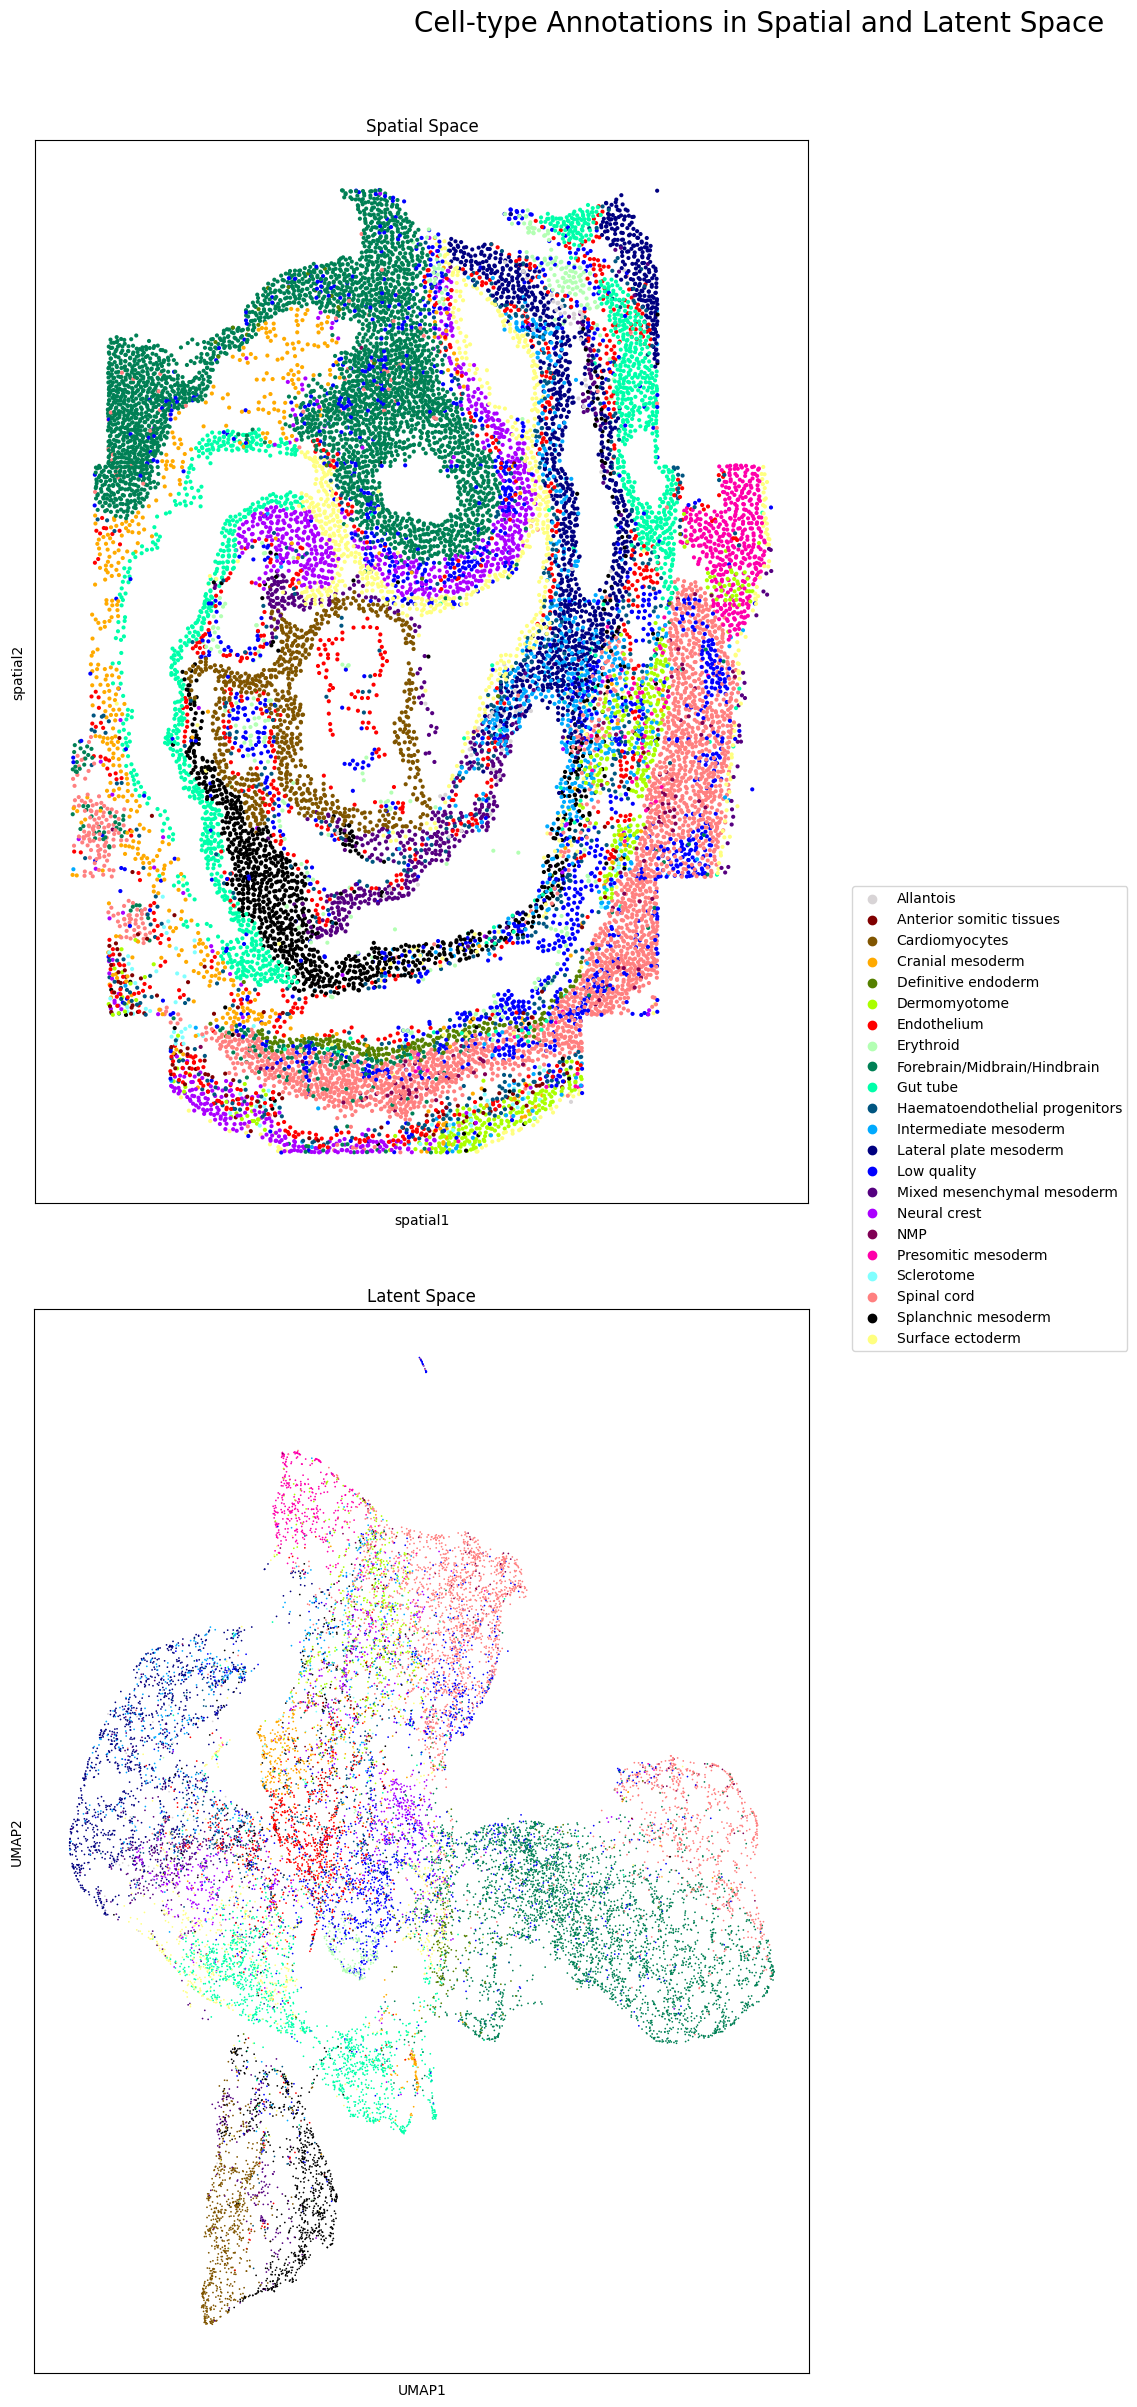 Cell-type Annotations in Spatial and Latent Space
Spatial Space
spatial2
spatial1
Allantois
Anterior somitic tissues
Cardiomyocytes
Cranial mesoderm
Definitive endoderm
Dermomyotome
Endothelium
Erythroid
Forebrain/Midbrain/Hindbrain
Gut tube
Haematoendothelial progenitors
Intermediate mesoderm
Lateral plate mesoderm
Low quality
Mixed mesenchymal mesoderm
Neural crest
NMP
Presomitic mesoderm
Sclerotome
Spinal cord
Splanchnic mesoderm
Surface ectoderm
Latent Space
UMAP2
UMAP1